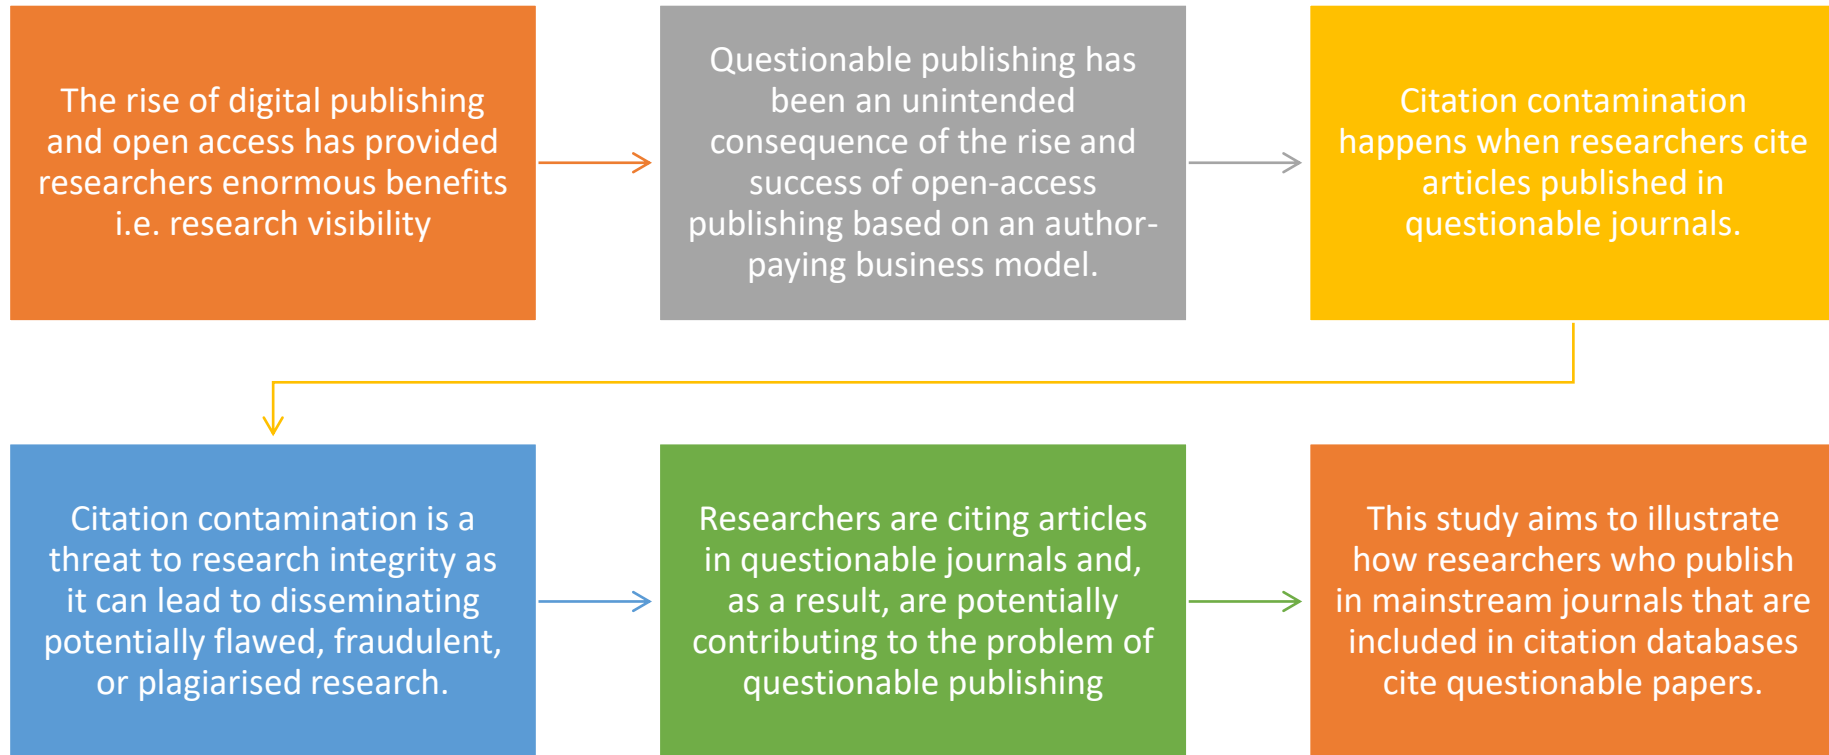 The rise of digital publishing
and open access has provided
researchers enormous benefits
i.e. research visibility
Questionable publishing has
been an unintended
consequence of the rise and
success of open-access
publishing based on an author-
paying business model.
Citation contamination
happens when researchers cite
articles published in
questionable journals.
Citation contamination is a
threat to research integrity as
it can lead to disseminating
potentially flawed, fraudulent,
or plagiarised research.
Researchers are citing articles
in questionable journals and,
as a result, are potentially
contributing to the problem of
questionable publishing
This study aims to illustrate
how researchers who publish
in mainstream journals that are
included in citation databases
cite questionable papers.